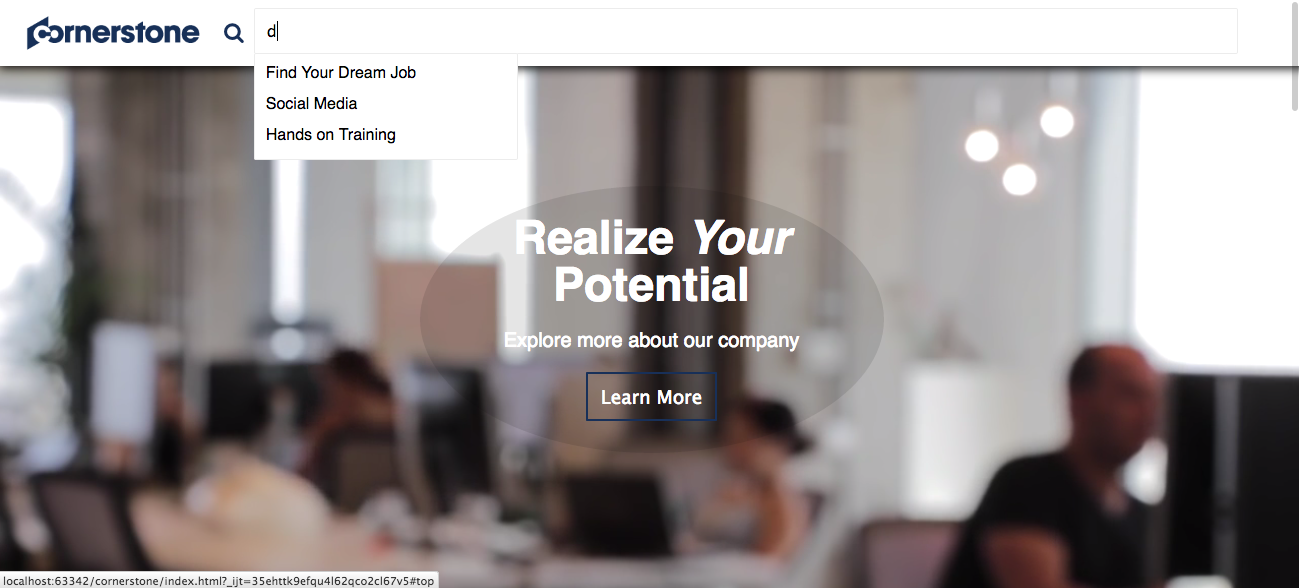 Cornerstone
d
Find Your Dream Job
Social Media
Hands on Training
Realize Your
Potential
Explore more about our company
Learn More
localhost:63342/cornerstone/index.html?_ijt=35ehttk9efqu4l62qco2cl67v5#top